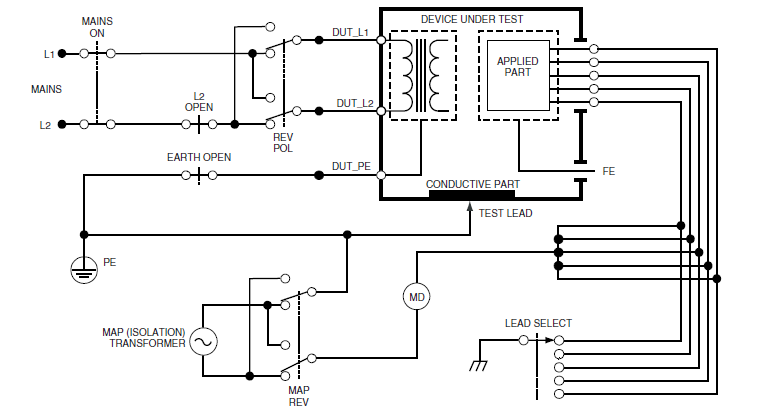 MAINS
ON
L1
MAINS
L2
L2
OPEN
REV
POL
EARTH OPEN
DUT_L1
DUT_L2
DUT_PE
DEVICE UNDER TEST
APPLIED
PART
FE
CONDUCTIVE PART
TEST LEAD
PE
MAP (ISOLATION)
TRANSFORMER
MAP
REV
MD
LEAD SELECT